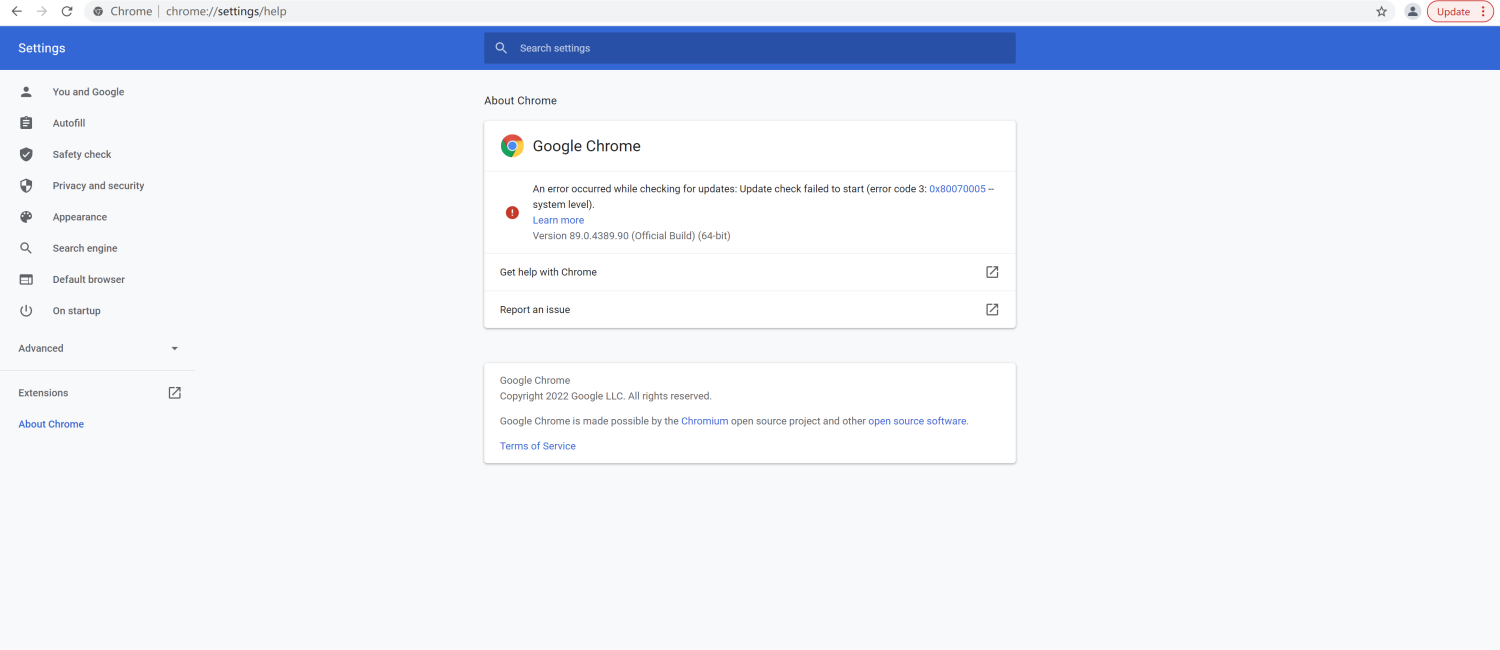 Chrome | chrome://settings/help
Update
Settings
Search settings
You and Google
Autofill
Safety check
Privacy and security
Appearance
Search engine
Default browser
On startup
Advanced
Extensions
About Chrome
About Chrome
Google Chrome
An error occurred while checking for updates: Update check failed to start (error code 3: 0x80070005 --
system level).
Learn more
Version 89.0.4389.90 (Official Build) (64-bit)
Get help with Chrome
Report an issue
Google Chrome
Copyright 2022 Google LLC. All rights reserved.
Google Chrome is made possible by the Chromium open source project and other open source software.
Terms of Service